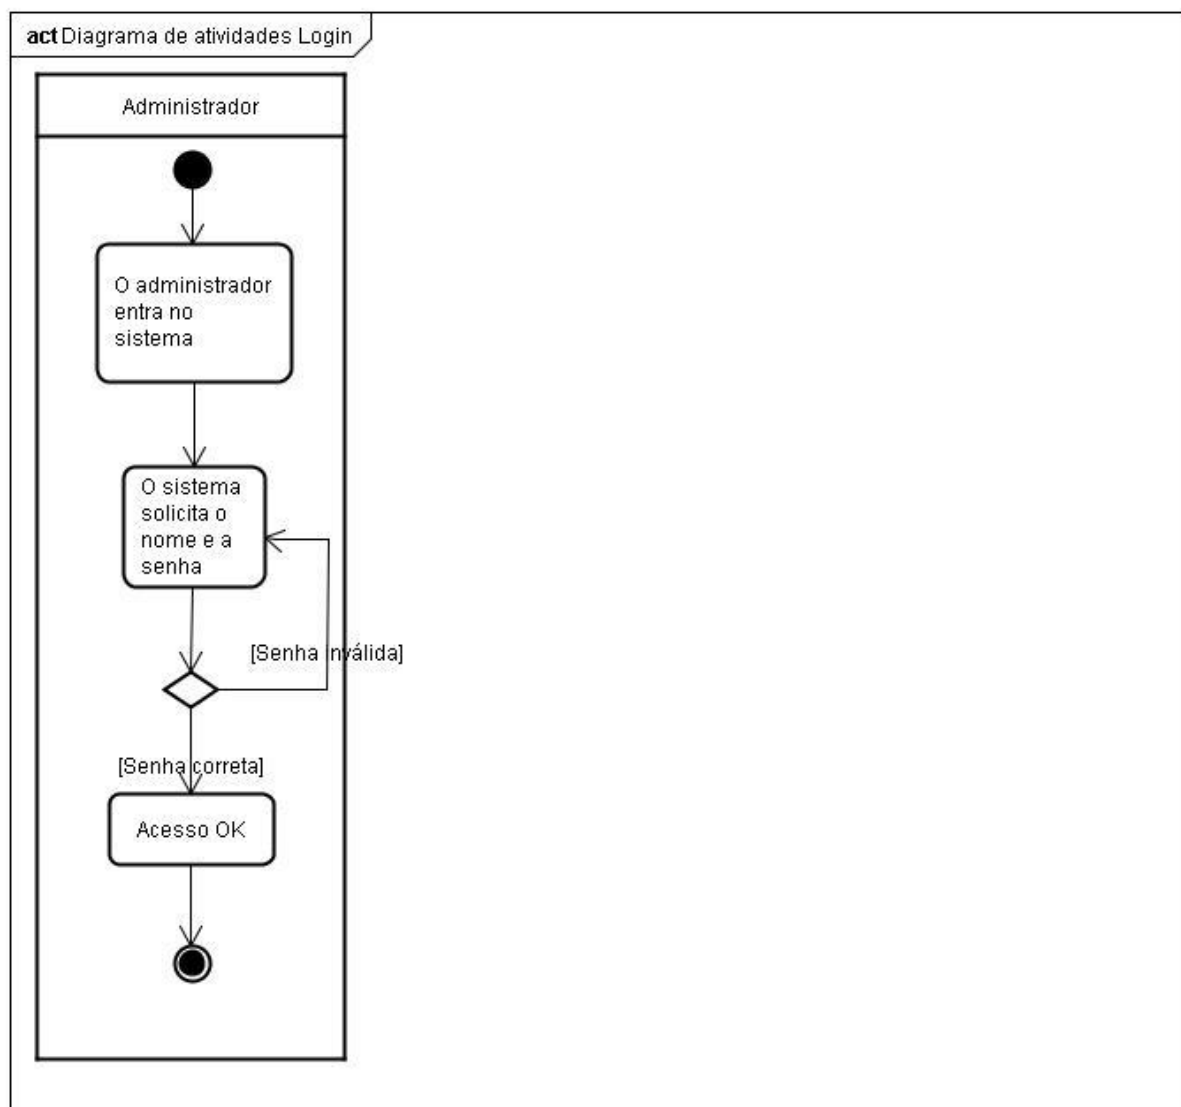 act Diagrama de atividades Login
Administrador
O administrador
entra no
sistema
O sistema
solicita o
nome e a
senha
[Senha inválida]
[Senha correta]
Acesso OK